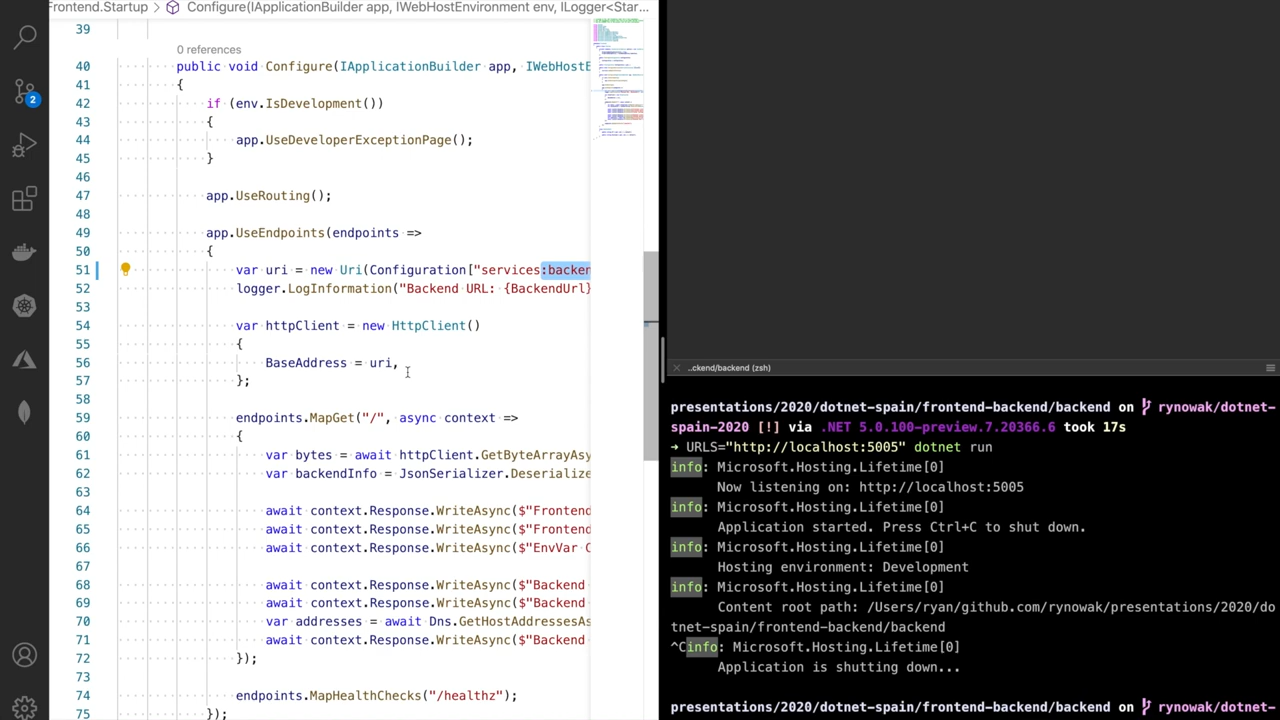 Frontend.Startup > Configure(IApplicationBuilder app, IWebHostEnvironment env, ILogger<Star...
39
0 references
public void Configure(IApplicationBuilder app, IWebHostE
if (env.IsDevelopment())
app.UseDeveloperExceptionPage();
45 }
46
47 app.UseRouting();
48
49 app.UseEndpoints(endpoints =>
50 {
51 var uri = new Uri(Configuration["services:backen
52 logger.LogInformation("Backend URL: {BackendUrl}
53
54 var httpClient = new HttpClient()
55 {
56 BaseAddress = uri,
57 };
58
59 endpoints.MapGet("/", async context =>
60 {
61 var bytes = await httpClient.GetByteArrayAsy
62 var backendInfo = JsonSerializer.Deserialize
63
64 await context.Response.WriteAsync($"Frontend
65 await context.Response.WriteAsync($"Frontend
66 await context.Response.WriteAsync($"EnvVar C
67
68 await context.Response.WriteAsync($"Backend
69 await context.Response.WriteAsync($"Backend
70 var addresses = await Dns.GetHostAddressesAs
71 await context.Response.WriteAsync($"Backend
72 });
73
74 endpoints.MapHealthChecks("/healthz");
75 });
..ckend/backend (zsh)
presentations/2020/dotnet-spain/frontend-backend/backend on rynowak/dotnet-
spain-2020 [!] via .NET 5.0.100-preview.7.20366.6 took 17s
➜ URLS="http://localhost:5005" dotnet run
info: Microsoft.Hosting.Lifetime[0]
Now listening on: http://localhost:5005
info: Microsoft.Hosting.Lifetime[0]
Application started. Press Ctrl+C to shut down.
info: Microsoft.Hosting.Lifetime[0]
Hosting environment: Development
info: Microsoft.Hosting.Lifetime[0]
Content root path: /Users/ryan/github.com/rynowak/presentations/2020/do
tnet-spain/frontend-backend/backend
^Cinfo: Microsoft.Hosting.Lifetime[0]
Application is shutting down...
presentations/2020/dotnet-spain/frontend-backend/backend on rynowak/dotnet-